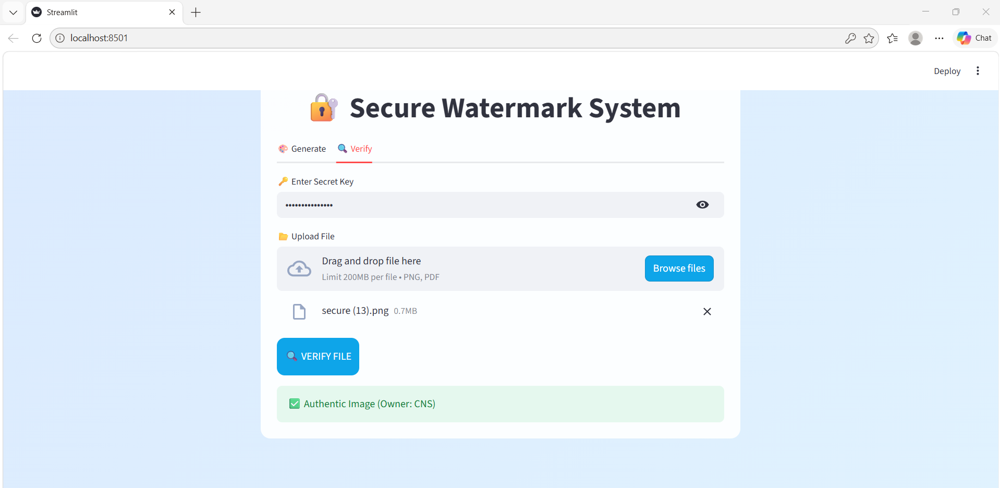 Streamlit
localhost:8501
Chat
Deploy
Secure Watermark System
Generate Verify
Enter Secret Key
•••••••••••••••
Upload File
Drag and drop file here
Limit 200MB per file • PNG, PDF
Browse files
secure (13).png 0.7MB
VERIFY FILE
Authentic Image (Owner: CNS)